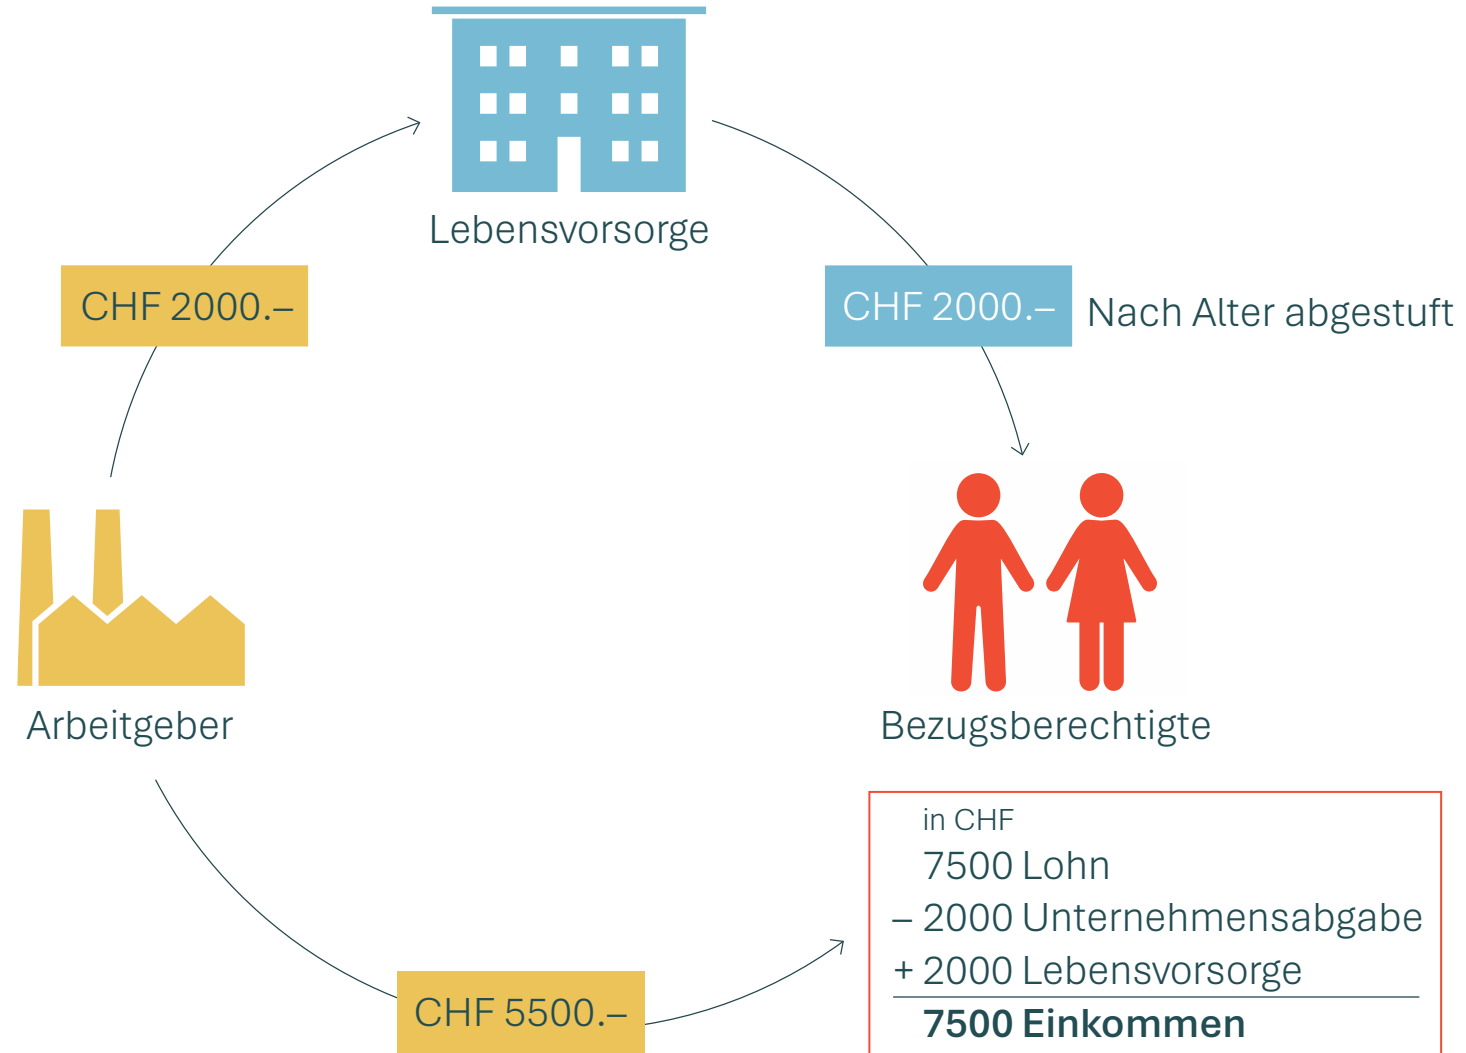 Lebensvorsorge
CHF 2000.–
CHF 2000.–
Nach Alter abgestuft
Arbeitgeber
Bezugsberechtigte
in CHF
7500 Lohn
– 2000 Unternehmensabgabe
+ 2000 Lebensvorsorge
7500 Einkommen
CHF 5500.–